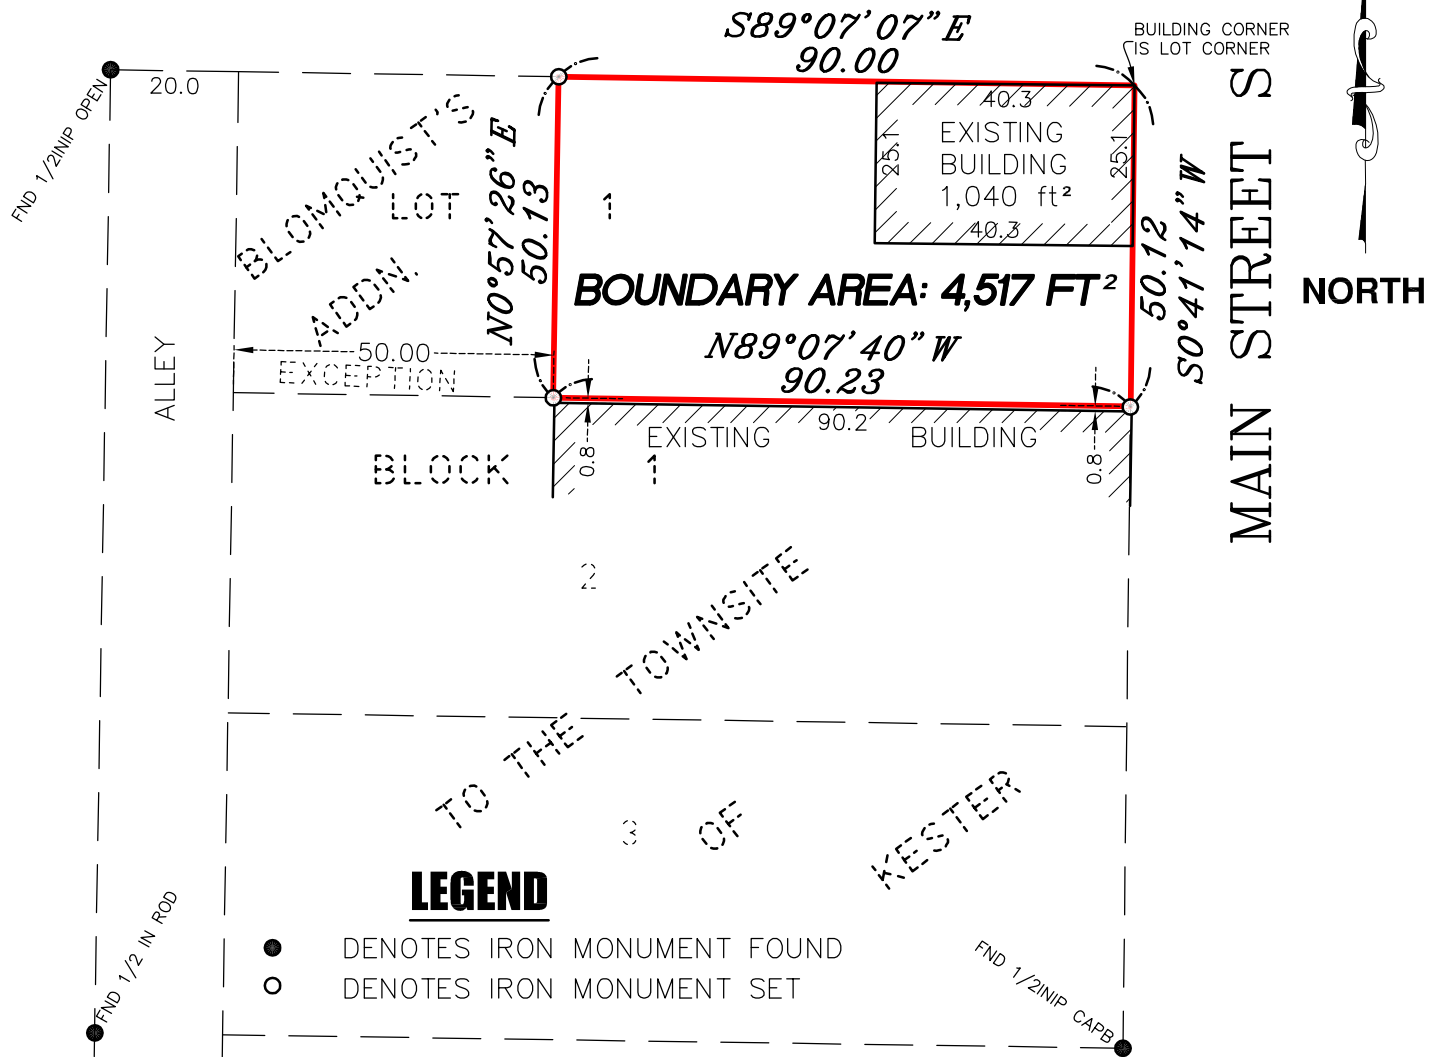 S89°07'07"E
90.00
BUILDING CORNER
IS LOT CORNER
20.0
FND 1/2INIP OPEN
BLOMQUIST'S
ADDN.
LOT 1
N0°57'26"E
50.13
40.3
25.1
EXISTING
BUILDING
1,040 ft²
25.1
40.3
S0°41'14"W
50.12
MAIN STREET S
NORTH
BOUNDARY AREA: 4,517 FT²
N89°07'40"W
90.23
50.00
EXCEPTION
ALLEY
90.2
EXISTING BUILDING
0.8
0.8
BLOCK 1
2
TO THE TOWNSITE
3
OF KESTER
LEGEND
DENOTES IRON MONUMENT FOUND
DENOTES IRON MONUMENT SET
FND 1/2 IN ROD
FND 1/2INIP CAPB